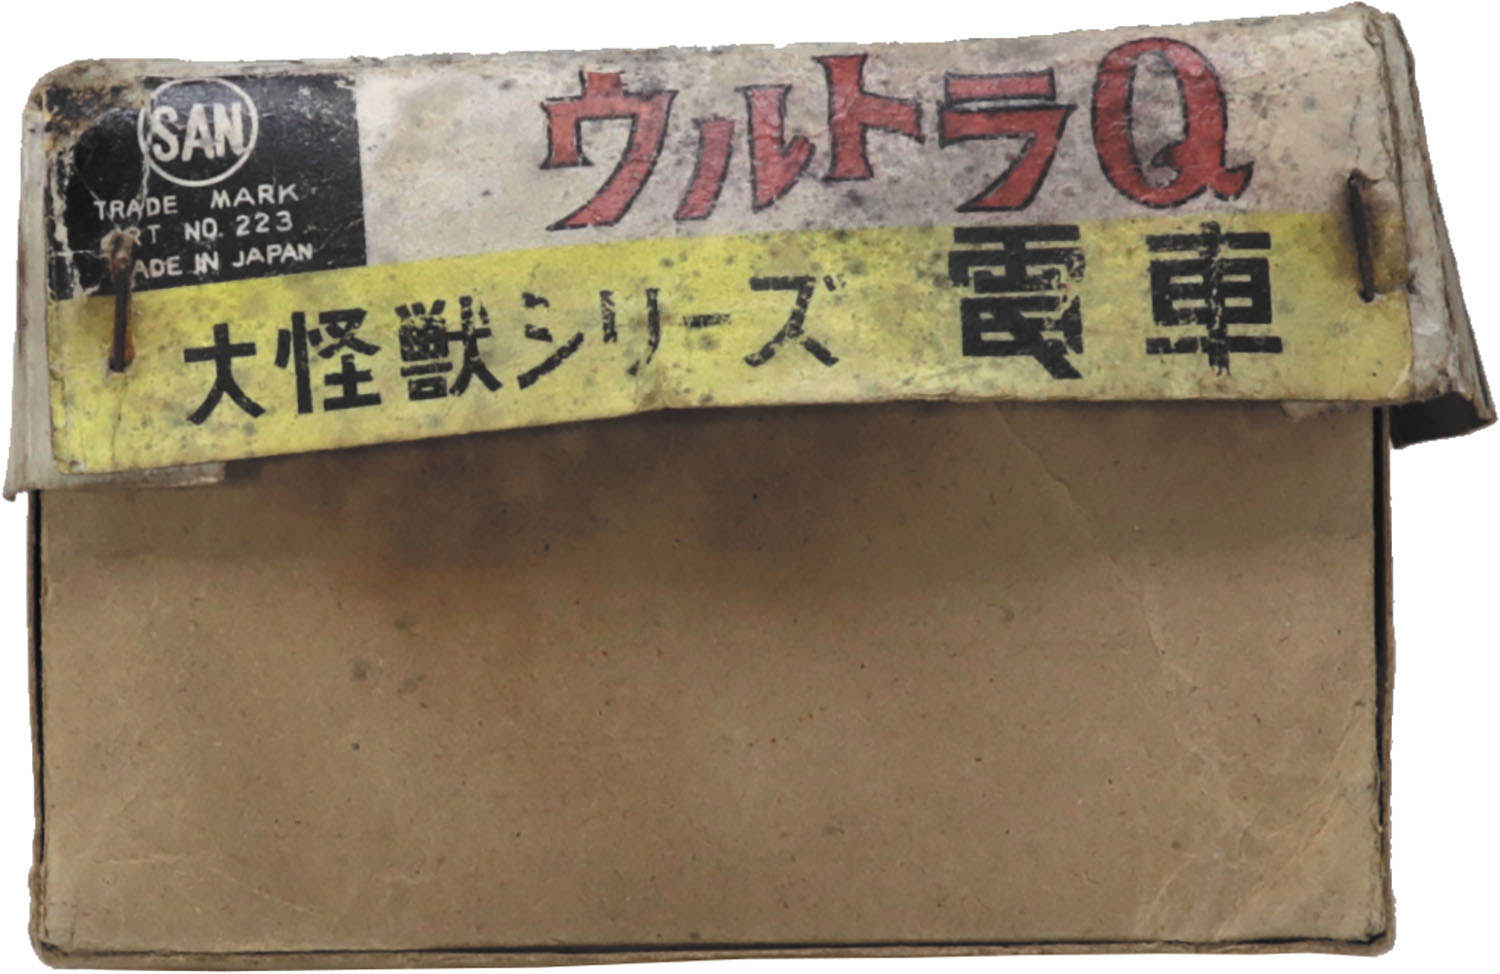 SAN
TRADE MARK
ART NO. 223
MADE IN JAPAN
ウルトラQ
大怪獣シリーズ 電車